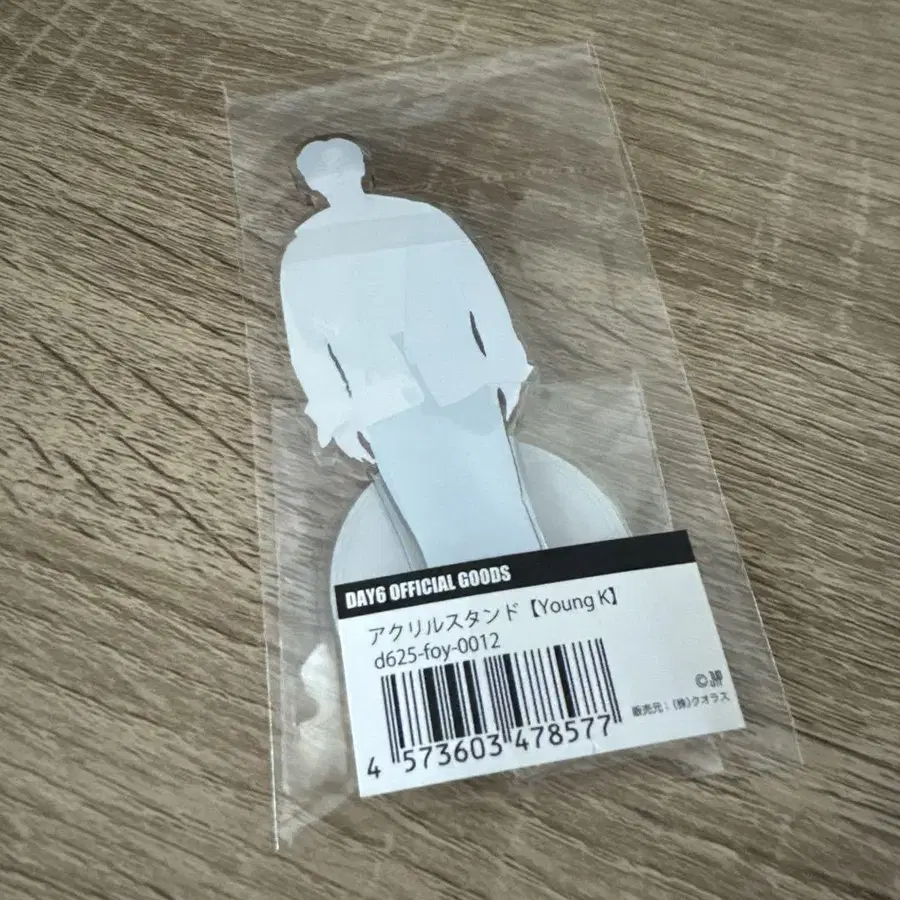 DAY6 OFFICIAL GOODS
アクリルスタンド【Young K】
d625-foy-0012
4 573603 478577
©
販売元：(株)クオラス